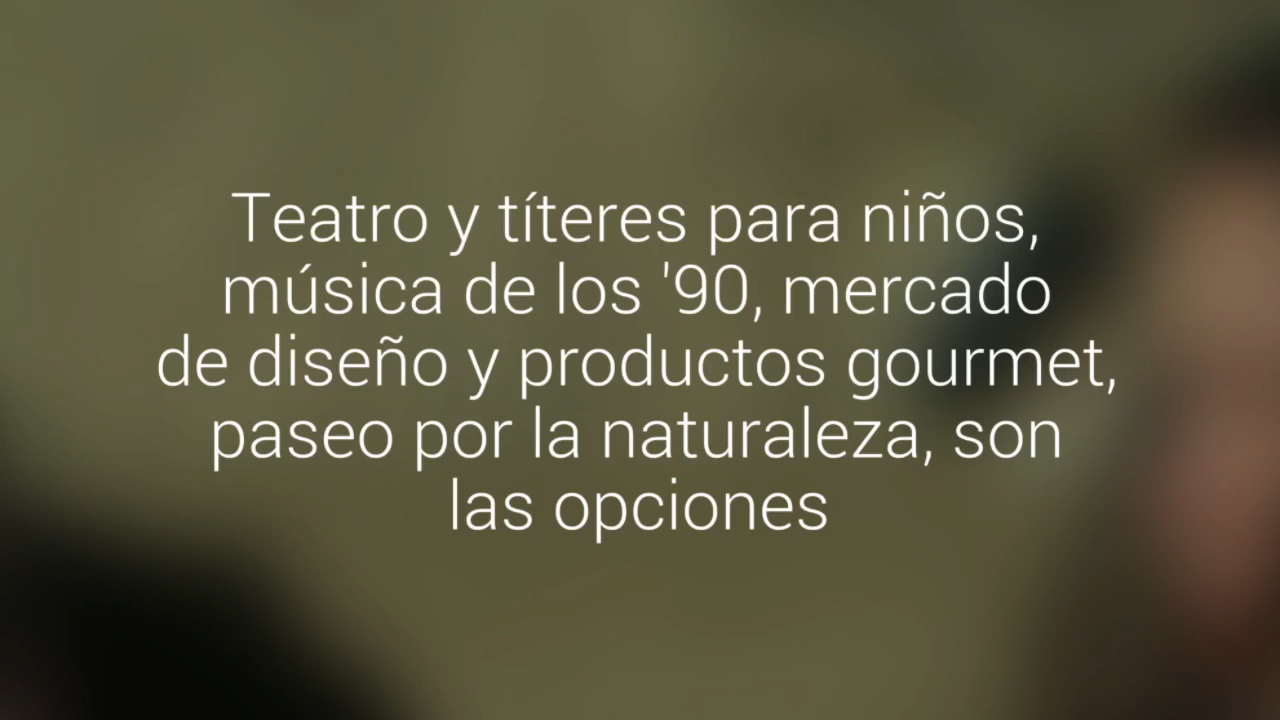 Teatro y títeres para niños,
música de los '90, mercado
de diseño y productos gourmet,
paseo por la naturaleza, son
las opciones